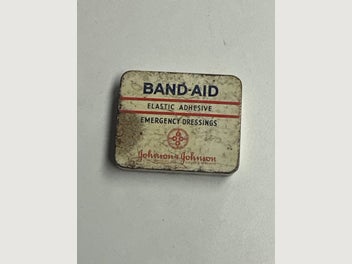 BAND-AID
ELASTIC ADHESIVE
EMERGENCY DRESSINGS
Johnson & Johnson